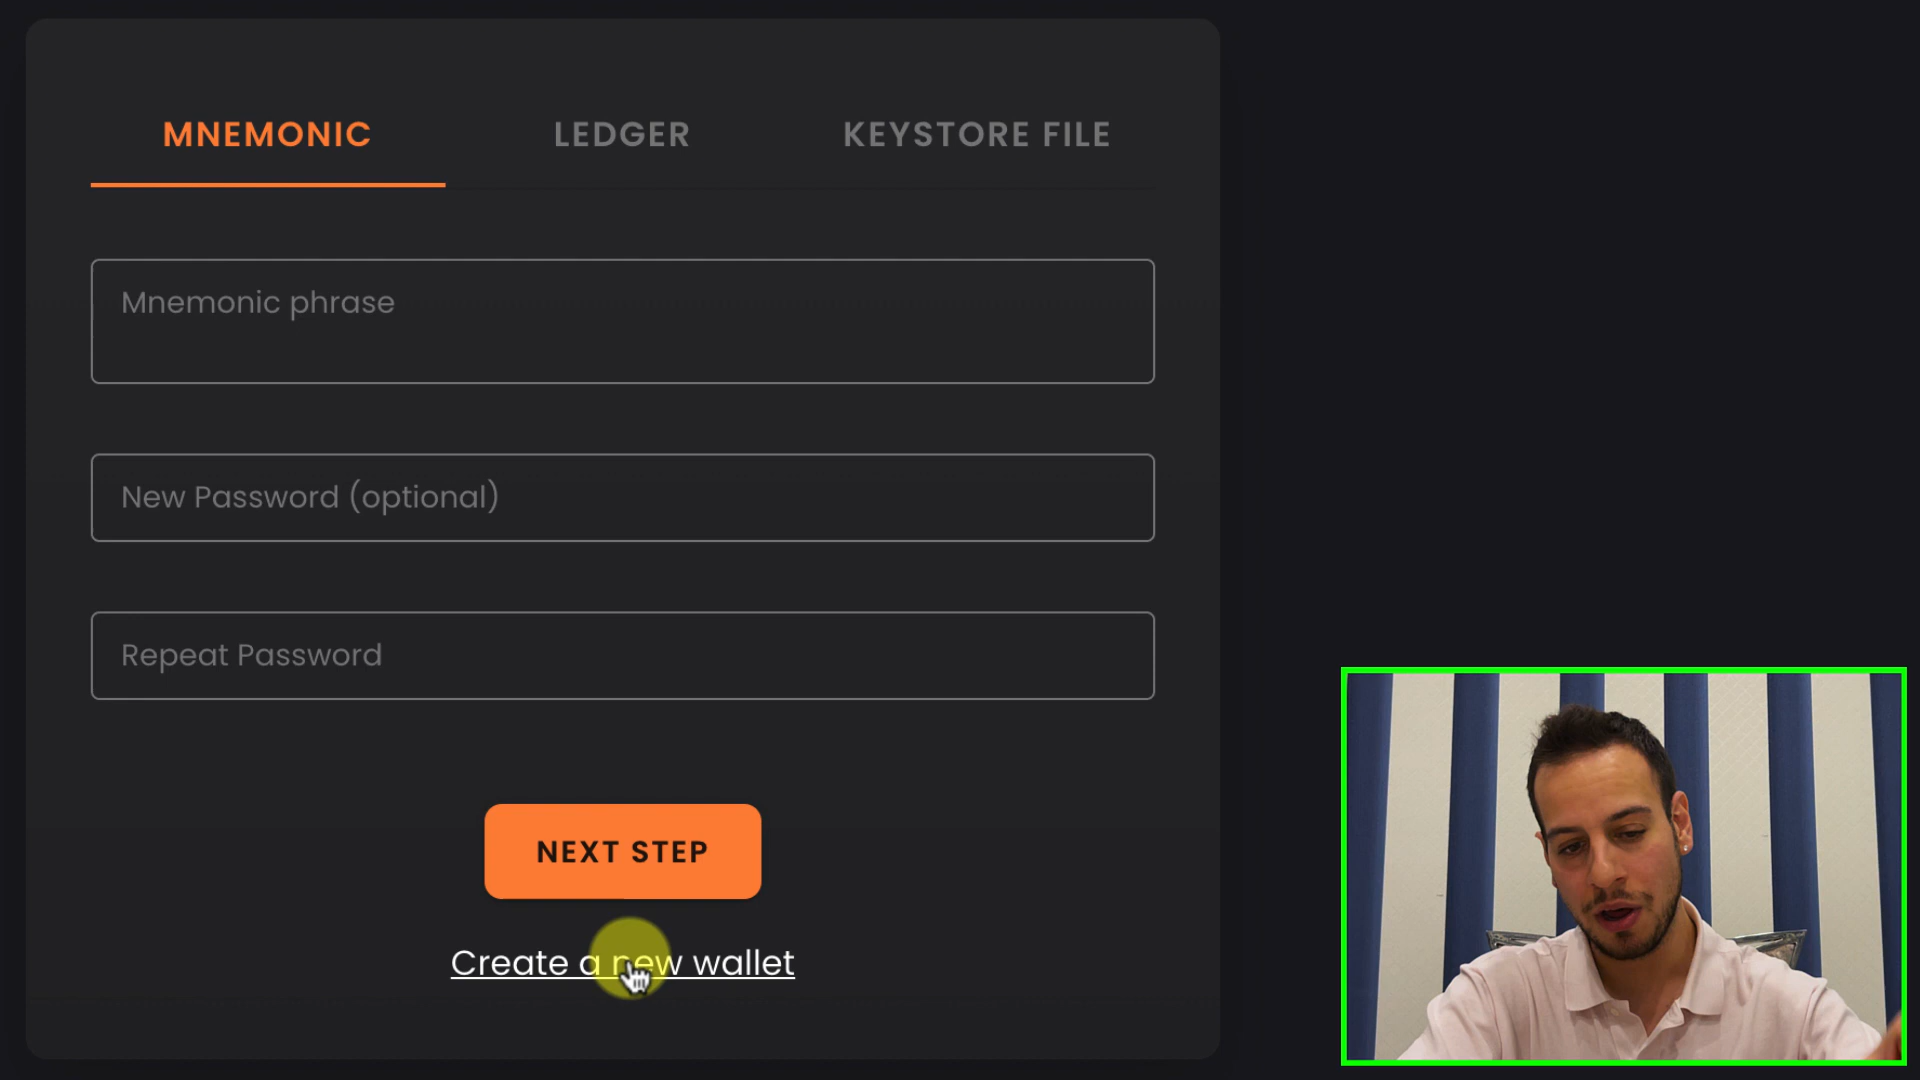 MNEMONIC LEDGER KEYSTORE FILE
Mnemonic phrase
New Password (optional)
Repeat Password
NEXT STEP
Create a new wallet